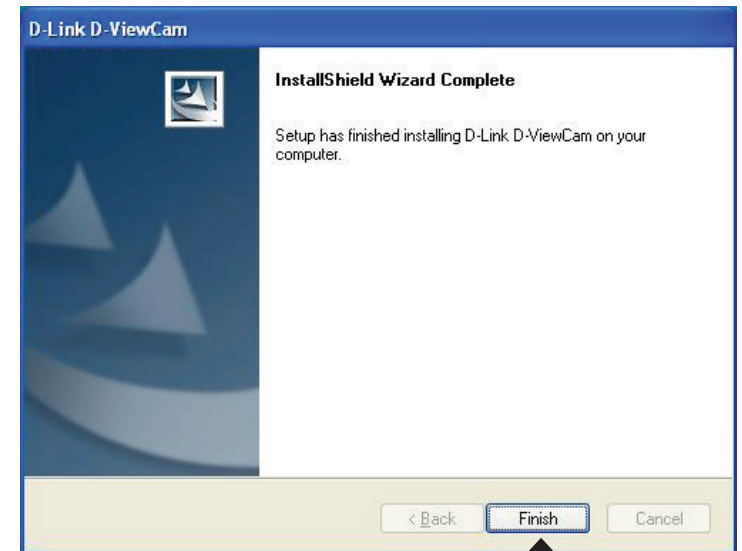 D-Link D-ViewCam
InstallShield Wizard Complete
Setup has finished installing D-Link D-ViewCam on your
computer.
< Back
Finish
Cancel